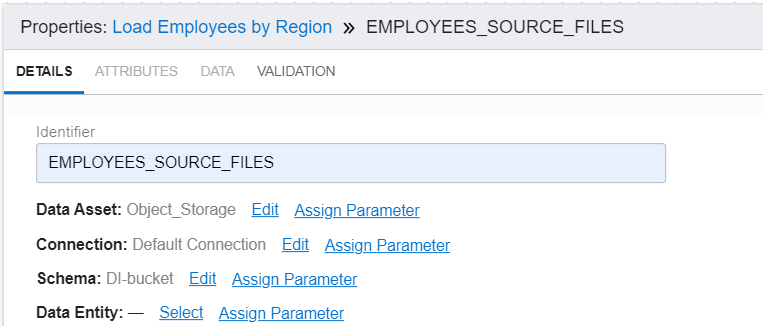 Properties: Load Employees by Region » EMPLOYEES_SOURCE_FILES
DETAILS ATTRIBUTES DATA VALIDATION
Identifier
EMPLOYEES_SOURCE_FILES
Data Asset: Object_Storage Edit Assign Parameter
Connection: Default Connection Edit Assign Parameter
Schema: DI-bucket Edit Assign Parameter
Data Entity: — Select Assign Parameter